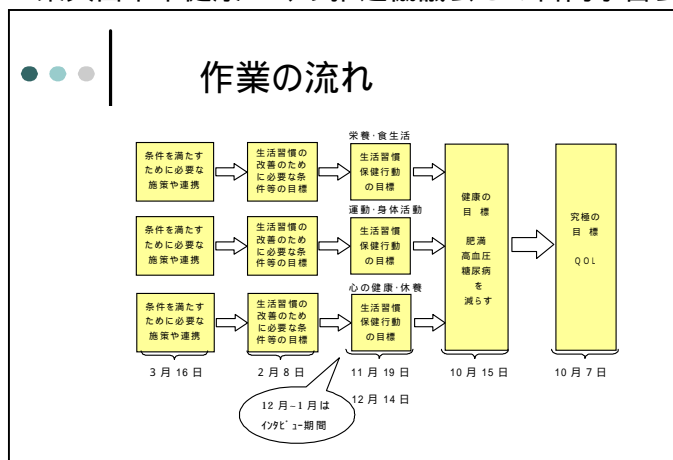 作業の流れ
栄養・食生活
条件を満たす
ために必要な
施策や連携
生活習慣の
改善のため
に必要な条
件等の目標
生活習慣
保健行動
の目標
運動・身体活動
条件を満たす
ために必要な
施策や連携
生活習慣の
改善のため
に必要な条
件等の目標
生活習慣
保健行動
の目標
心の健康・休養
条件を満たす
ために必要な
施策や連携
生活習慣の
改善のため
に必要な条
件等の目標
生活習慣
保健行動
の目標
健康の
目標
肥満
高血圧
糖尿病
を
減らす
究極の
目標
QOL
3月16日
2月8日
11月19日
12月14日
10月15日
10月7日
12月-1月は
インタビュー期間